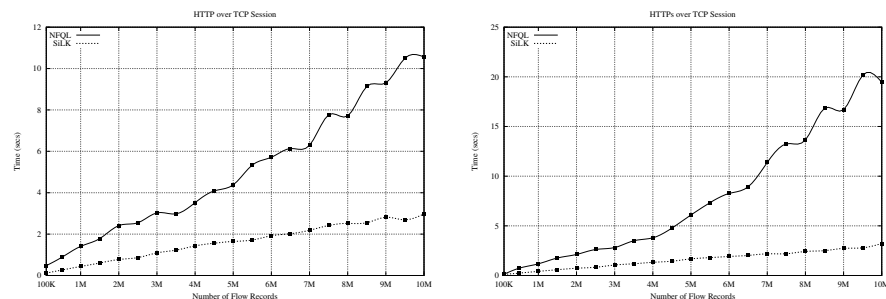 HTTP over TCP Session
12
10
8
6
4
2
0
Time (secs)
NFQL
SiLK
100K 1M 2M 3M 4M 5M 6M 7M 8M 9M 10M
Number of Flow Records
HTTPs over TCP Session
25
20
15
10
5
0
Time (secs)
NFQL
SiLK
100K 1M 2M 3M 4M 5M 6M 7M 8M 9M 10M
Number of Flow Records